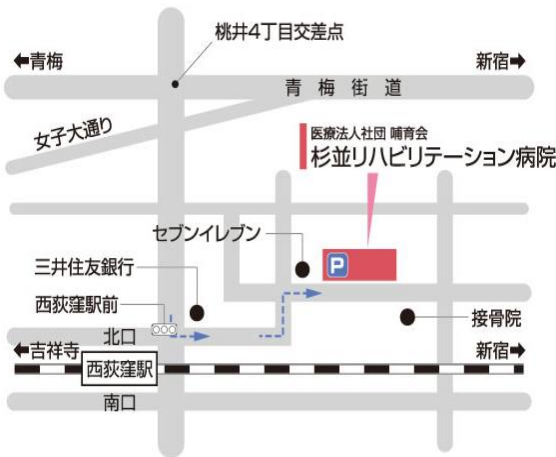 桃井4丁目交差点
←青梅
新宿→
青梅街道
女子大通り
医療法人社団 哺育会
杉並リハビリテーション病院
セブンイレブン
P
三井住友銀行
西荻窪駅前
接骨院
北口
←吉祥寺
新宿→
西荻窪駅
南口